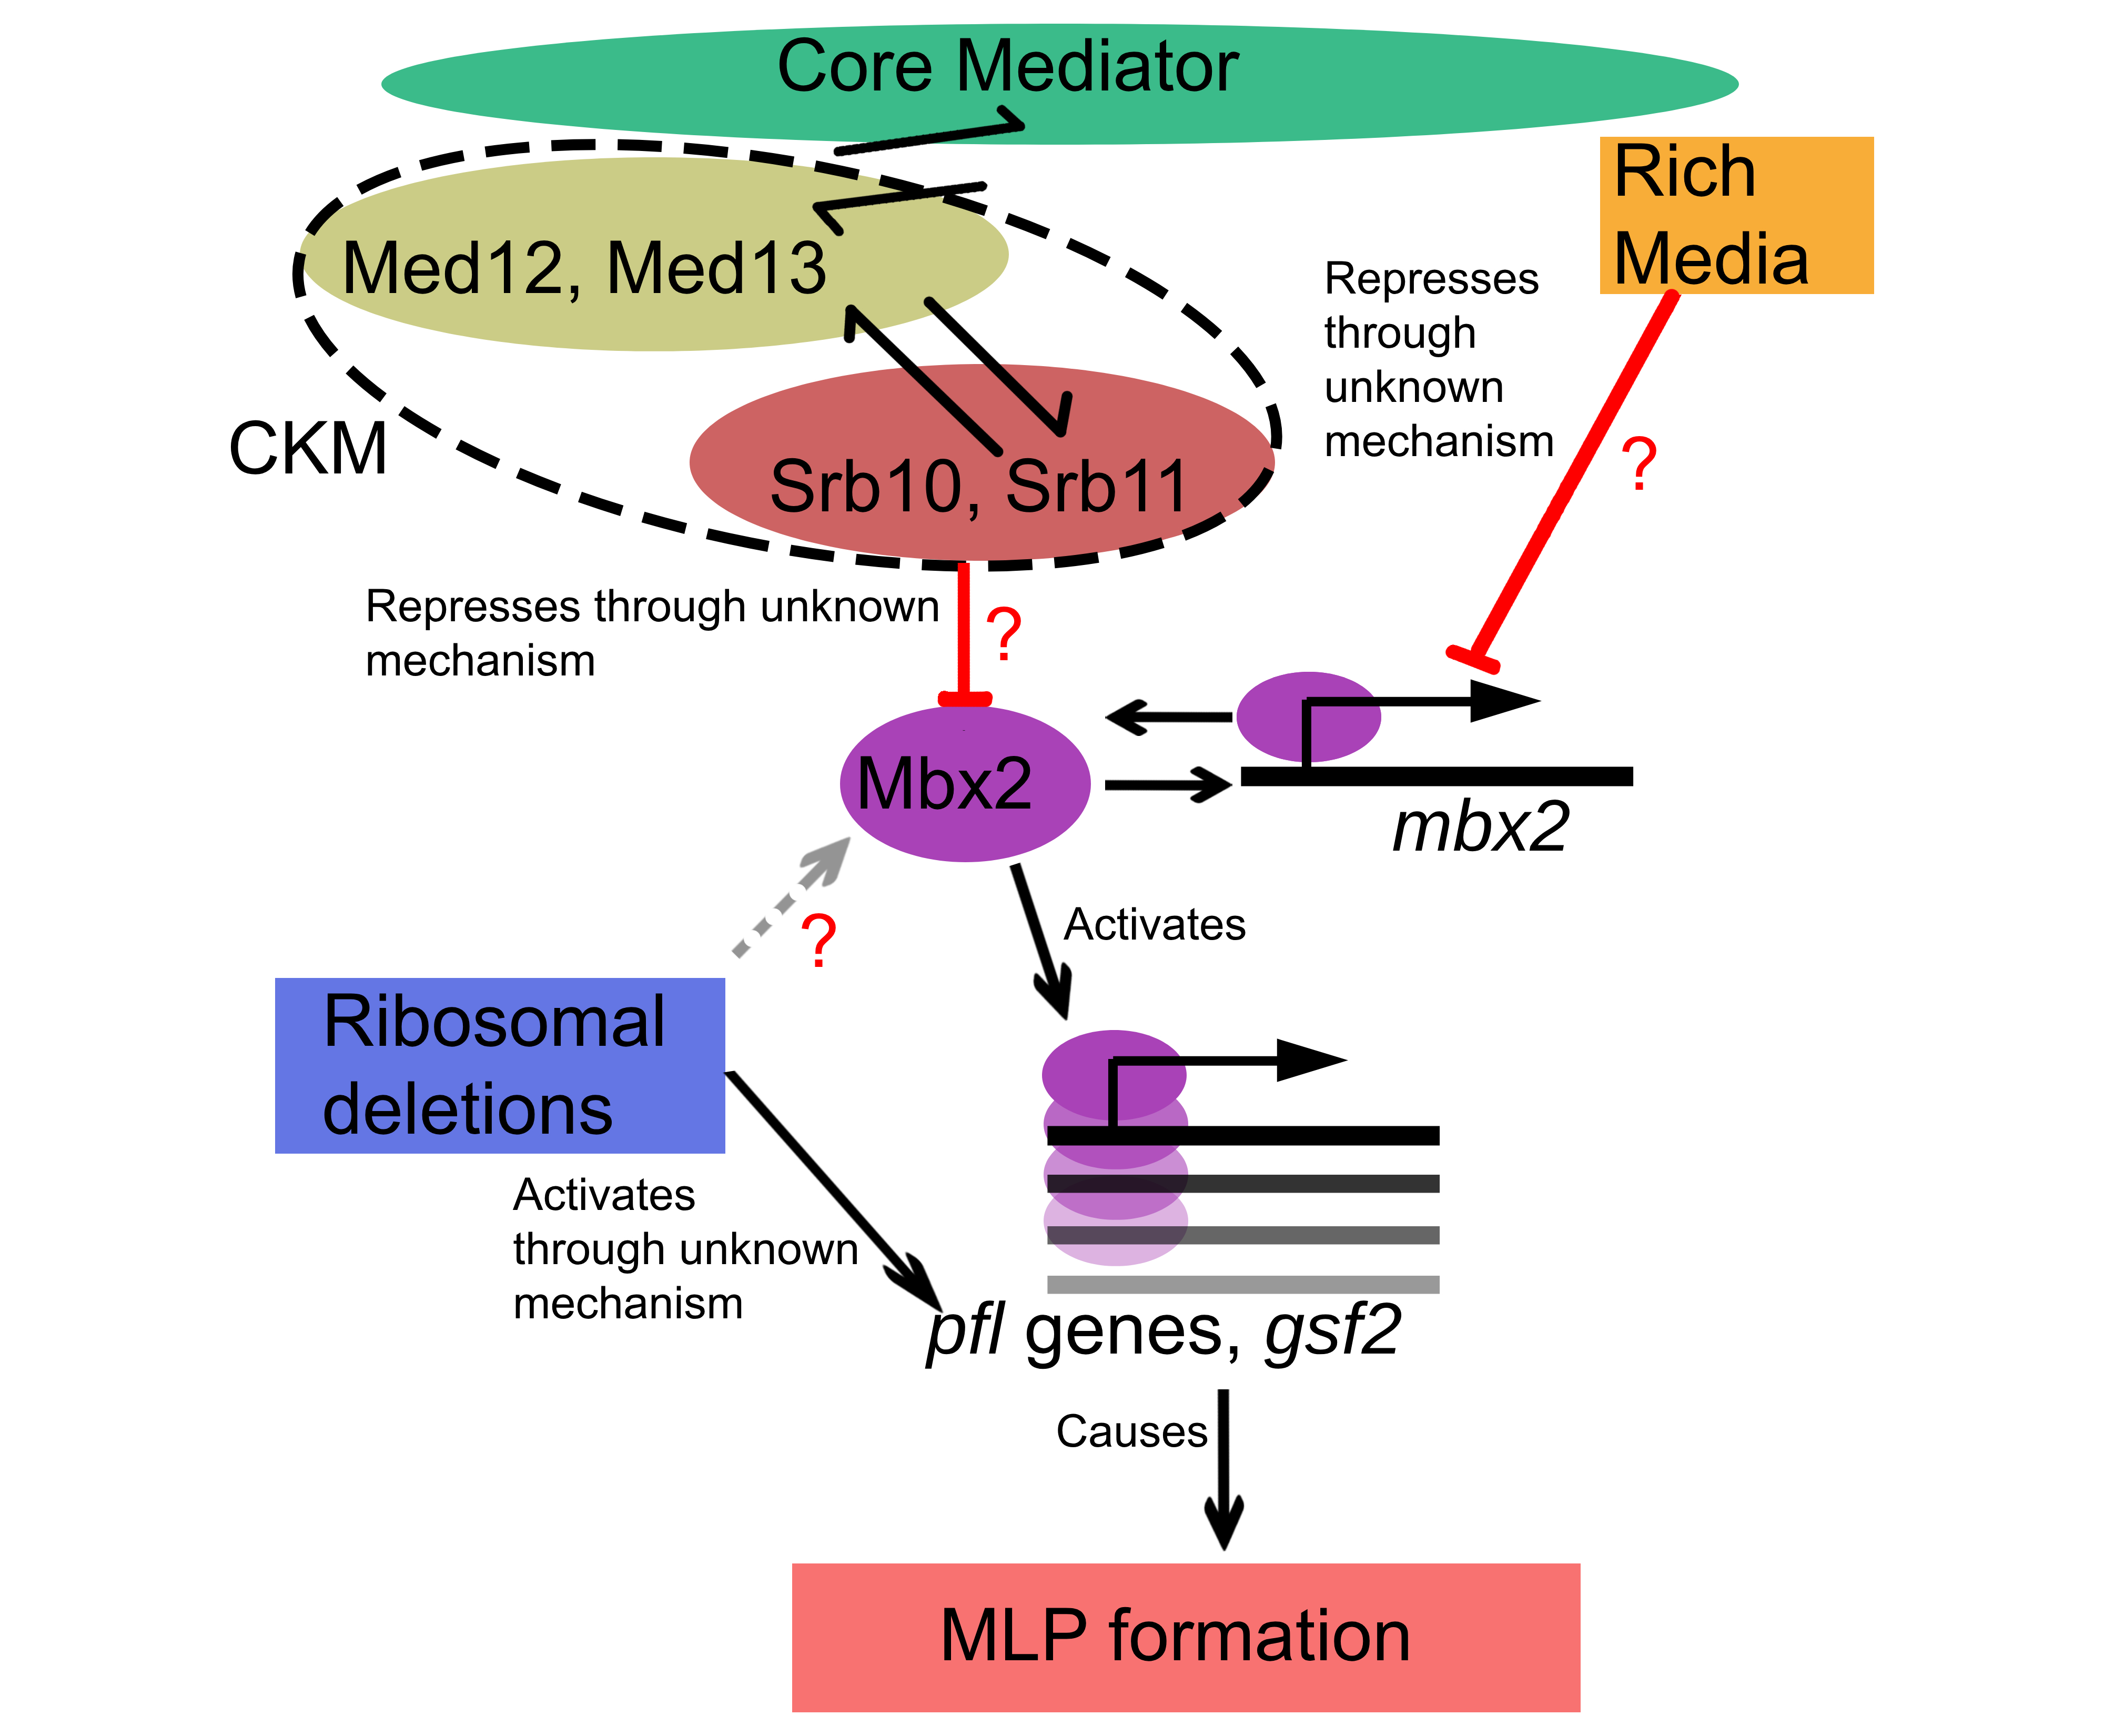 Core Mediator
Rich
Media
Med12, Med13
Represses
through
unknown
mechanism
?
CKM
Srb10, Srb11
Represses through unknown
mechanism
?
Mbx2
mbx2
?
Activates
Ribosomal
deletions
Activates
through unknown
mechanism
pfl genes, gsf2
Causes
MLP formation